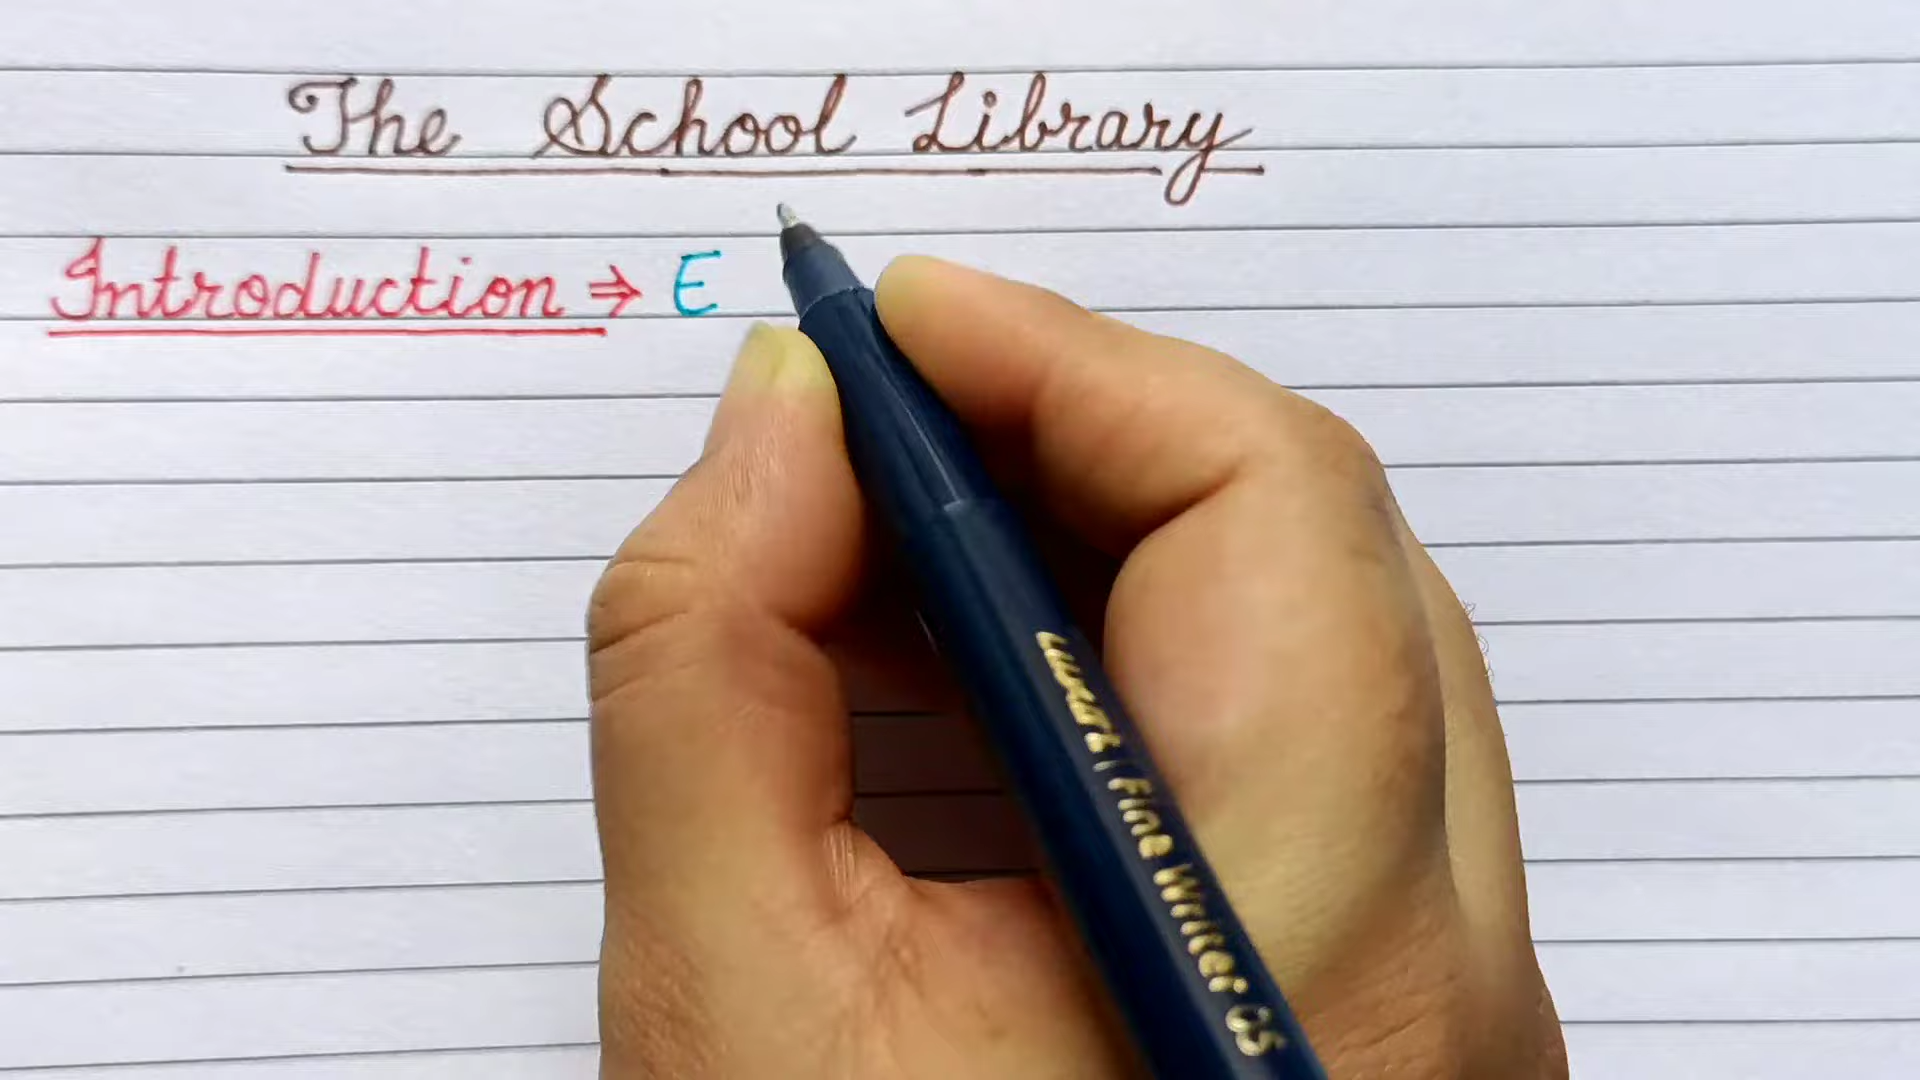 The School Library
Introduction ⇒ E
Luxor | Fine Writer 05